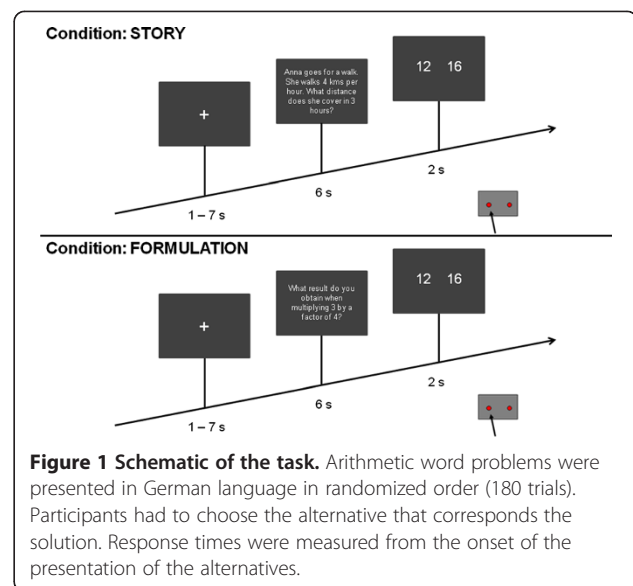 Condition: STORY
Anna goes for a walk.
She walks 4 kms per
hour. What distance
does she cover in 3
hours?
12 16
+
2 s
6 s
1 – 7 s
Condition: FORMULATION
What result do you
obtain when
multiplying 3 by a
factor of 4?
12 16
+
2 s
6 s
1 – 7 s
Figure 1 Schematic of the task. Arithmetic word problems were
presented in German language in randomized order (180 trials).
Participants had to choose the alternative that corresponds the
solution. Response times were measured from the onset of the
presentation of the alternatives.